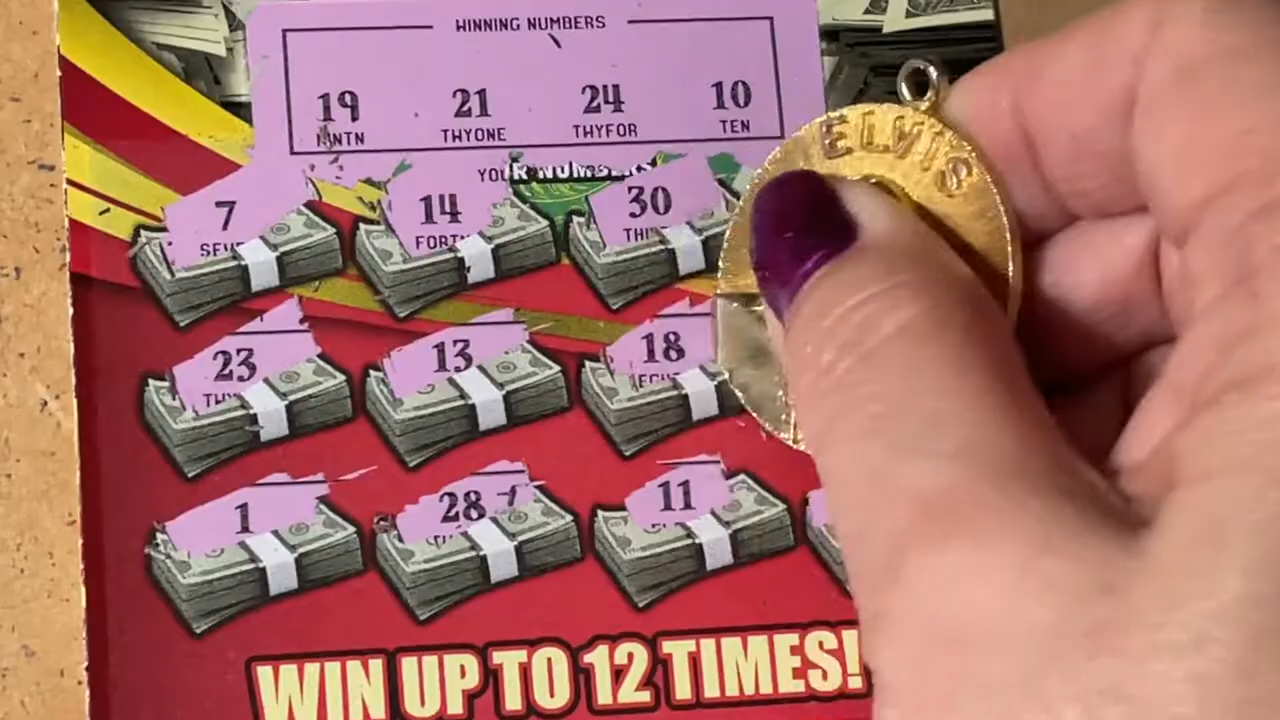 WINNING NUMBERS
19 21 24 10
THYONE THYFOR TEN
YOUR NUMBERS
7 14 30
23 13 18
1 28 11
WIN UP TO 12 TIMES!
ELVIS